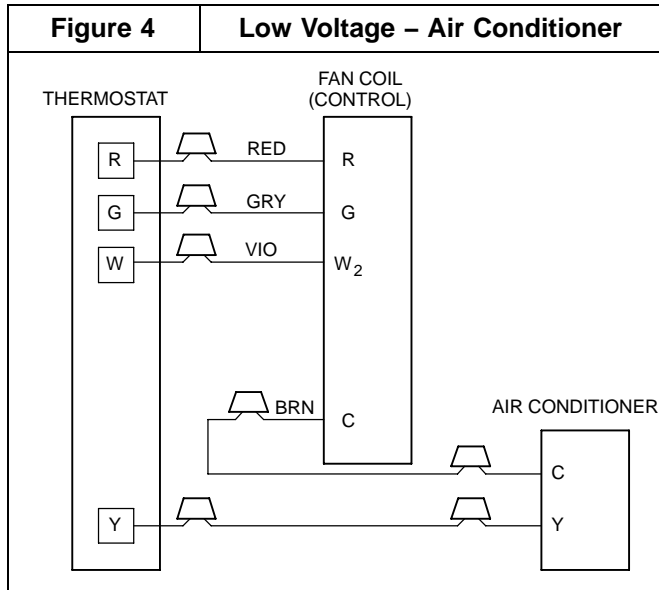 Figure 4
Low Voltage – Air Conditioner
THERMOSTAT
FAN COIL
(CONTROL)
R RED R
G GRY G
W VIO W₂
BRN C
AIR CONDITIONER
C
Y Y